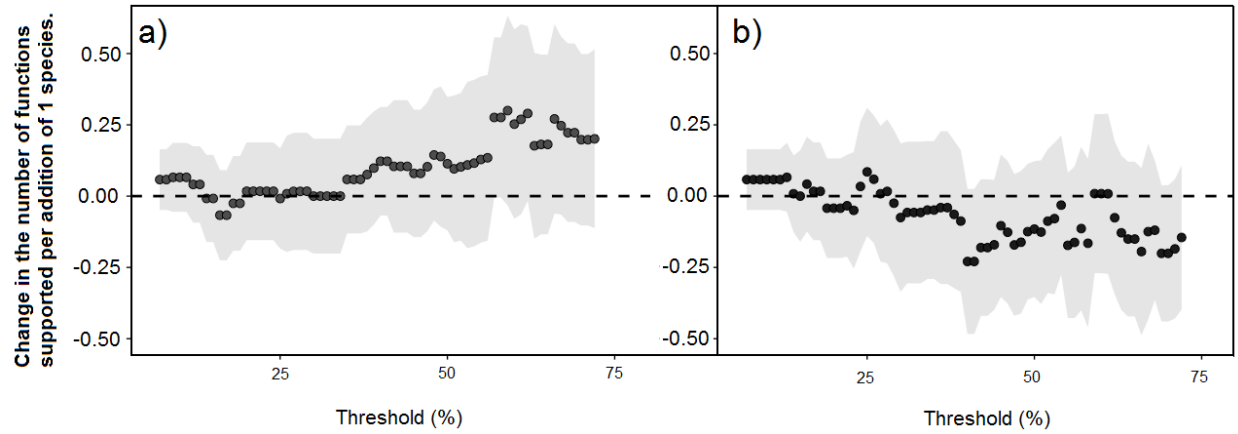 Change in the number of functions
supported per addition of 1 species.
a)
0.50
0.25
0.00
-0.25
-0.50
25
50
75
Threshold (%)
b)
0.50
0.25
0.00
-0.25
-0.50
25
50
75
Threshold (%)